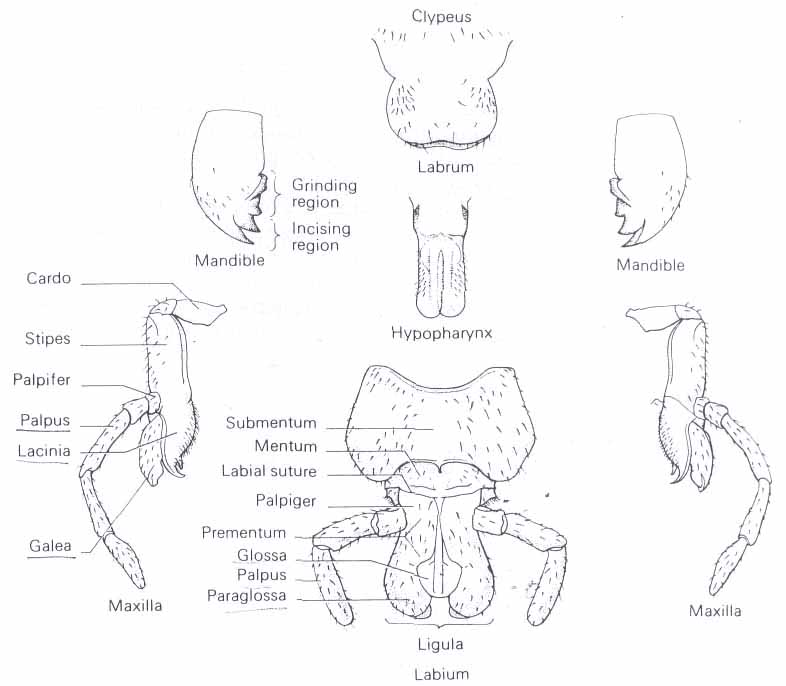 Clypeus
Labrum
Grinding
region
Incising
region
Mandible
Mandible
Hypopharynx
Cardo
Stipes
Palpifer
Palpus
Lacinia
Galea
Maxilla
Submentum
Mentum
Labial suture
Palpiger
Prementum
Glossa
Palpus
Paraglossa
Ligula
Labium
Maxilla